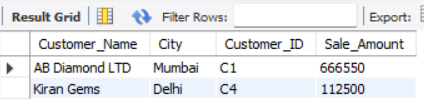 Result Grid Filter Rows: Export:
Customer_Name City Customer_ID Sale_Amount
AB Diamond LTD Mumbai C1 666550
Kiran Gems Delhi C4 112500